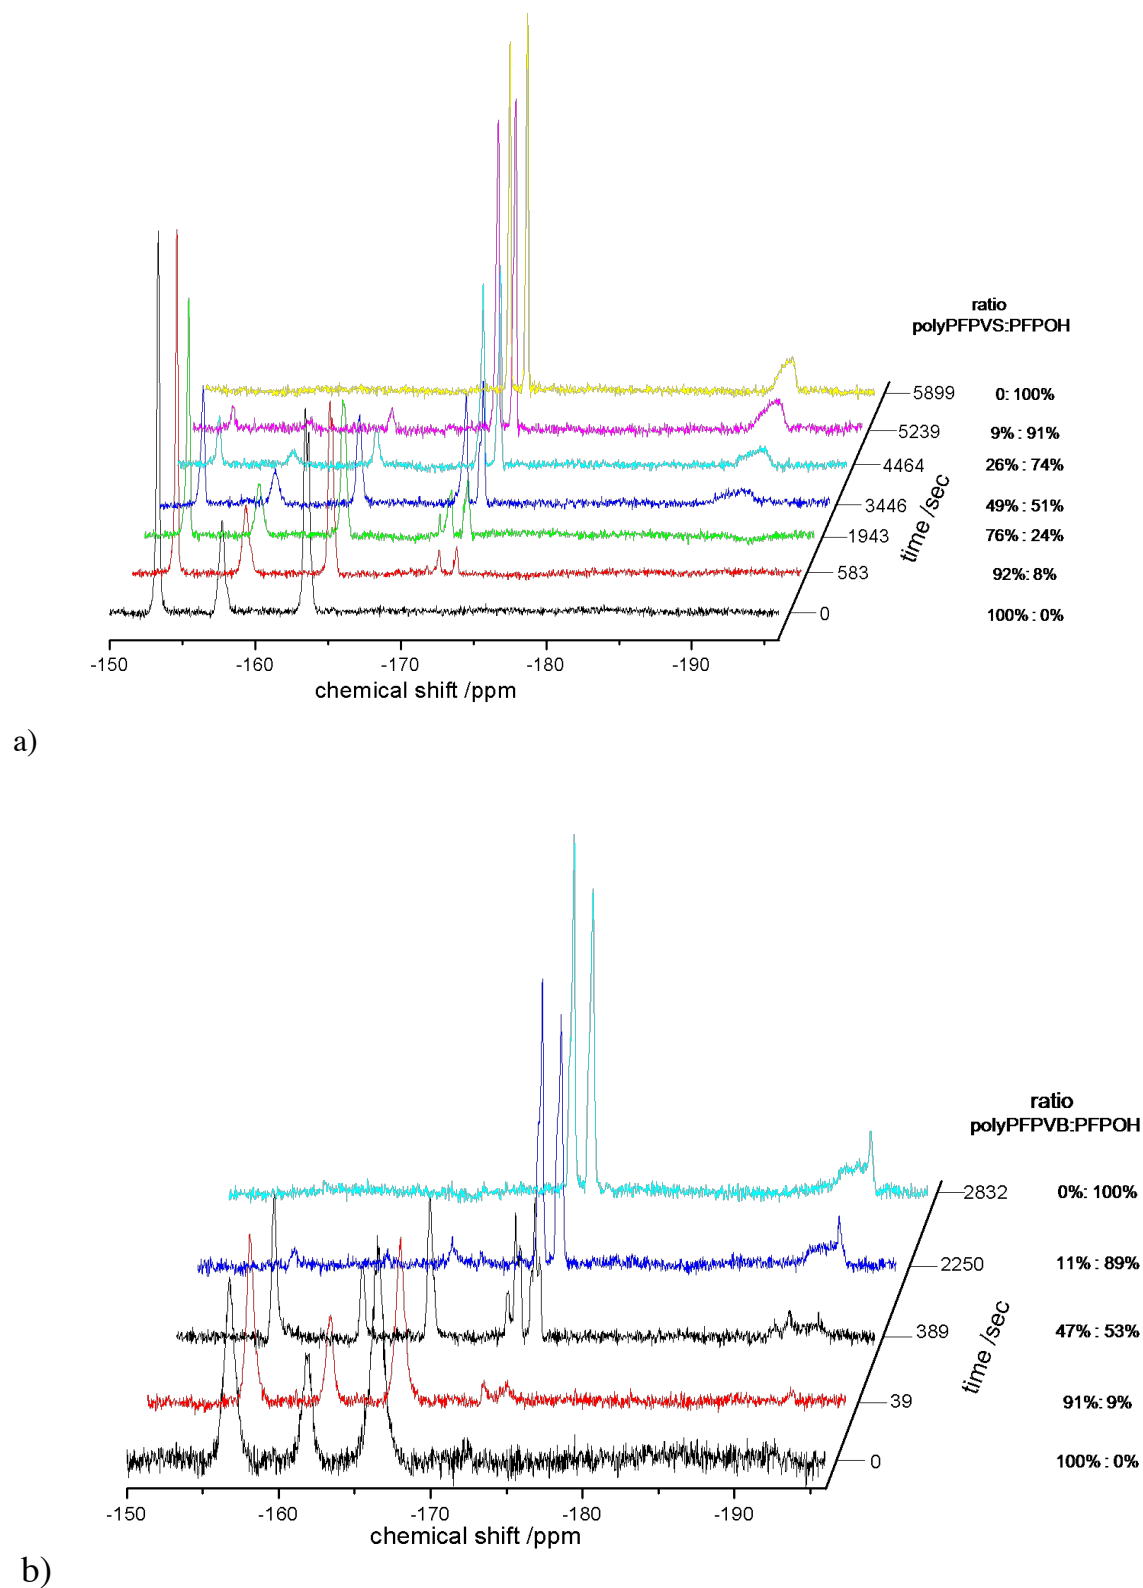 ratio
polyPFPVS:PFPOH
5899 0: 100%
5239 9% : 91%
4464 26% : 74%
3446 49% : 51%
1943 76% : 24%
583 92%: 8%
0 100% : 0%
time /sec
-150 -160 -170 -180 -190
chemical shift /ppm
a)
ratio
polyPFPVB:PFPOH
2832 0%: 100%
2250 11% : 89%
389 47% : 53%
39 91%: 9%
0 100% : 0%
time /sec
-150 -160 -170 -180 -190
chemical shift /ppm
b)